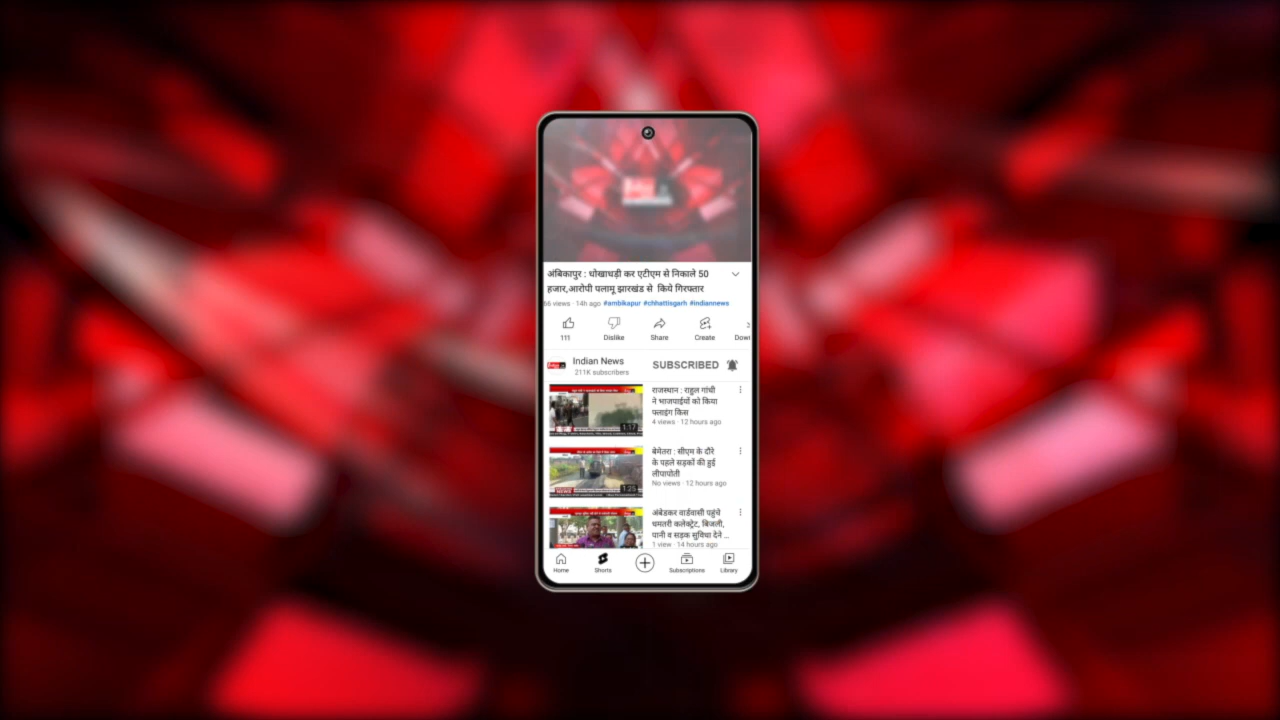 अंबिकापुर : धोखाधड़ी कर एटीएम से निकाले 50
हजार,आरोपी पलामू झारखंड से किये गिरफ्तार
66 views · 14h ago #ambikapur #chhattisgarh #indiannews
111
Dislike
Share
Create
Indian News
211K subscribers
SUBSCRIBED
राजस्थान : राहुल गांधी
ने भाजपाईयों को किया
फ्लाइंग किस
4 views · 12 hours ago
1:17
बेमेतरा : सीएम के दौरे
के पहले सड़कों की हुई
लीपापोती
No views · 12 hours ago
1:25
अंबेडकर वार्डवासी पहुंचे
धमतरी कलेक्ट्रेट, बिजली,
पानी व सड़क सुविधा देने ...
1 view · 14 hours ago
Home
Shorts
Subscriptions
Library